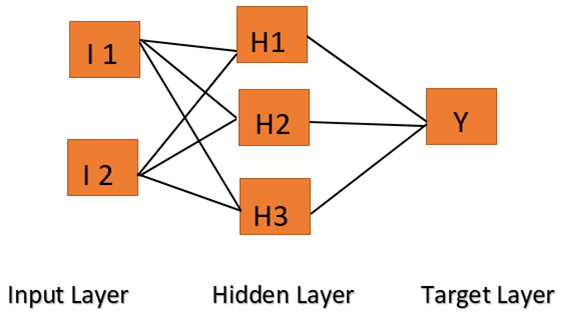 I 1
H1
H2
Y
I 2
H3
Input Layer
Hidden Layer
Target Layer